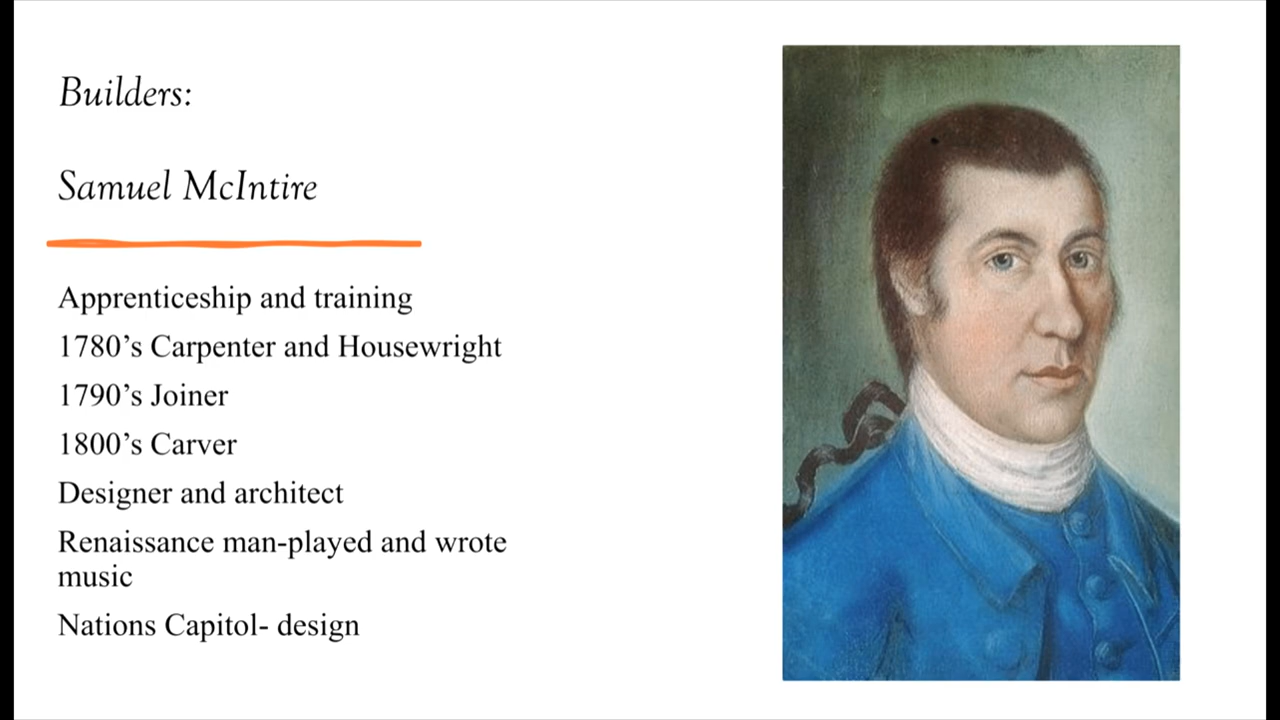 Builders:
Samuel McIntire
Apprenticeship and training
1780’s Carpenter and Housewright
1790’s Joiner
1800’s Carver
Designer and architect
Renaissance man-played and wrote
music
Nations Capitol- design